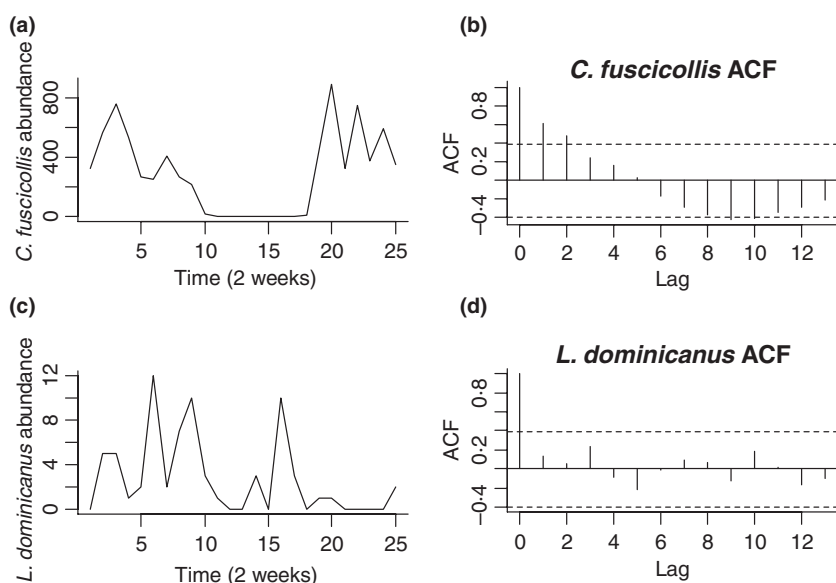 (a)
C. fuscicollis abundance
800
400
0
5 10 15 20 25
Time (2 weeks)
(b)
C. fuscicollis ACF
ACF
0·8
0·2
−0·4
0 2 4 6 8 10 12
Lag
(c)
L. dominicanus abundance
12
8
4
0
5 10 15 20 25
Time (2 weeks)
(d)
L. dominicanus ACF
ACF
0·8
0·2
−0·4
0 2 4 6 8 10 12
Lag